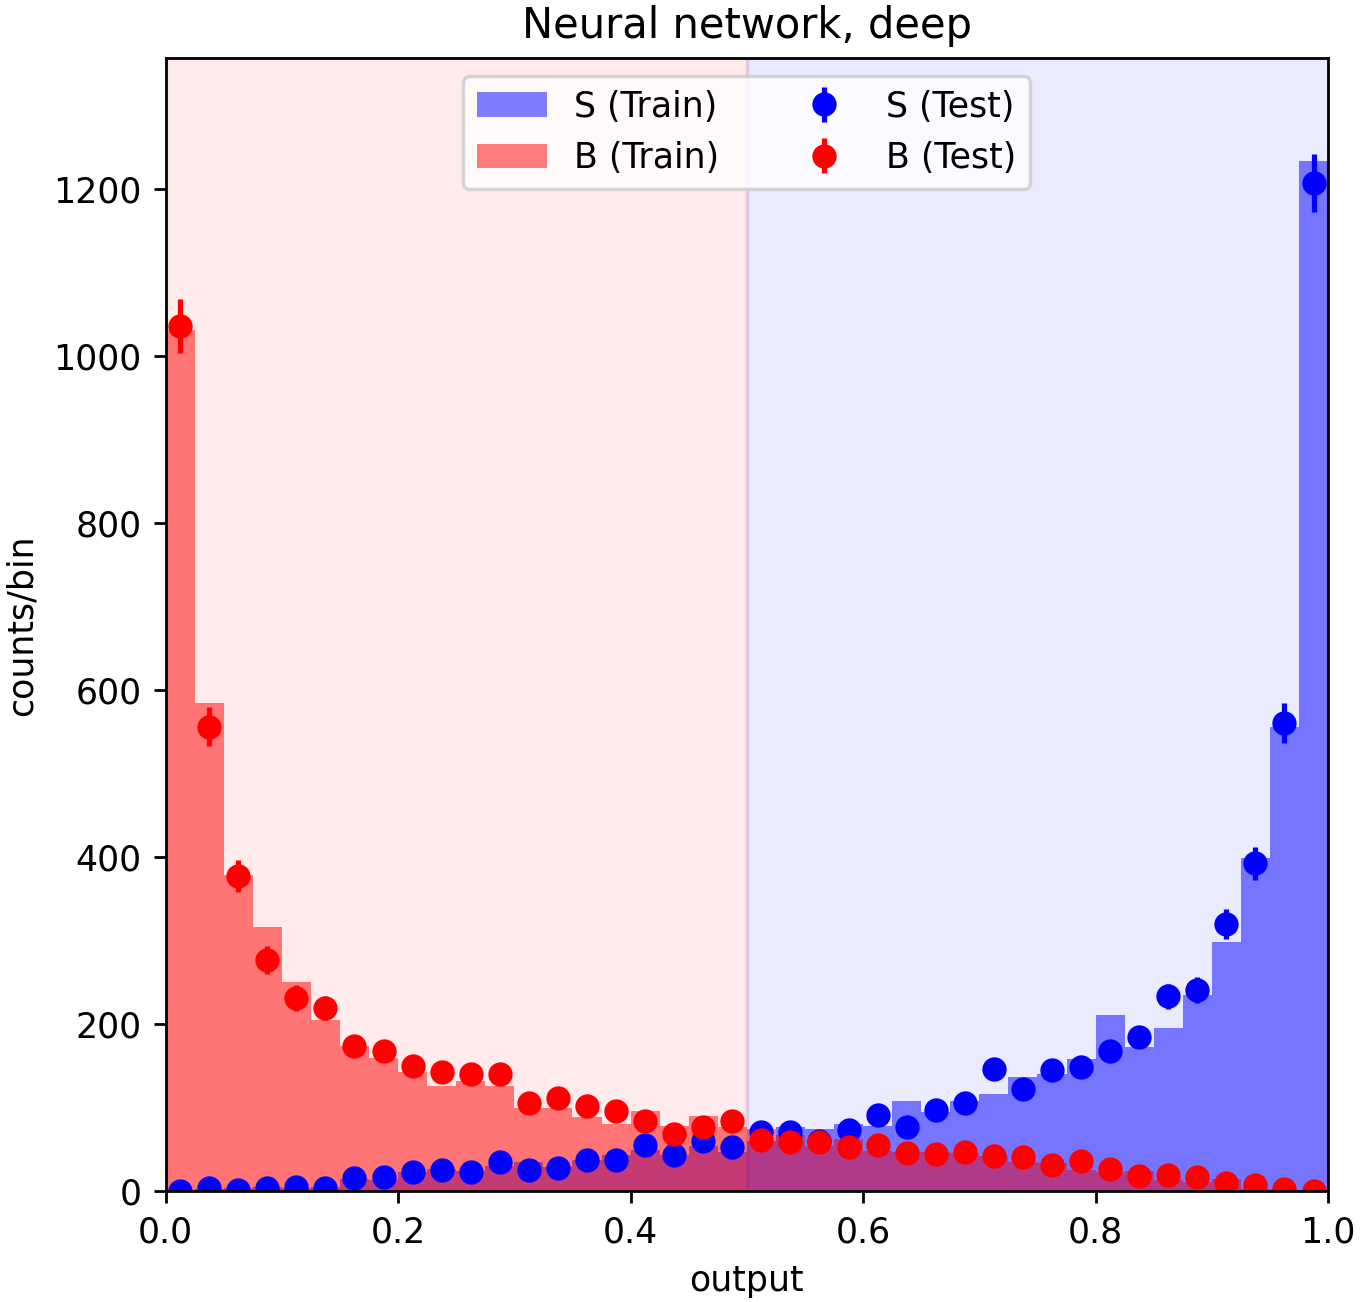 Neural network, deep
S (Train)
B (Train)
S (Test)
B (Test)
counts/bin
1200
1000
800
600
400
200
0
0.0
0.2
0.4
0.6
0.8
1.0
output